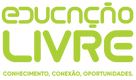 EDUCAÇÃO
LIVRE
CONHECIMENTO, CONEXÃO, OPORTUNIDADES